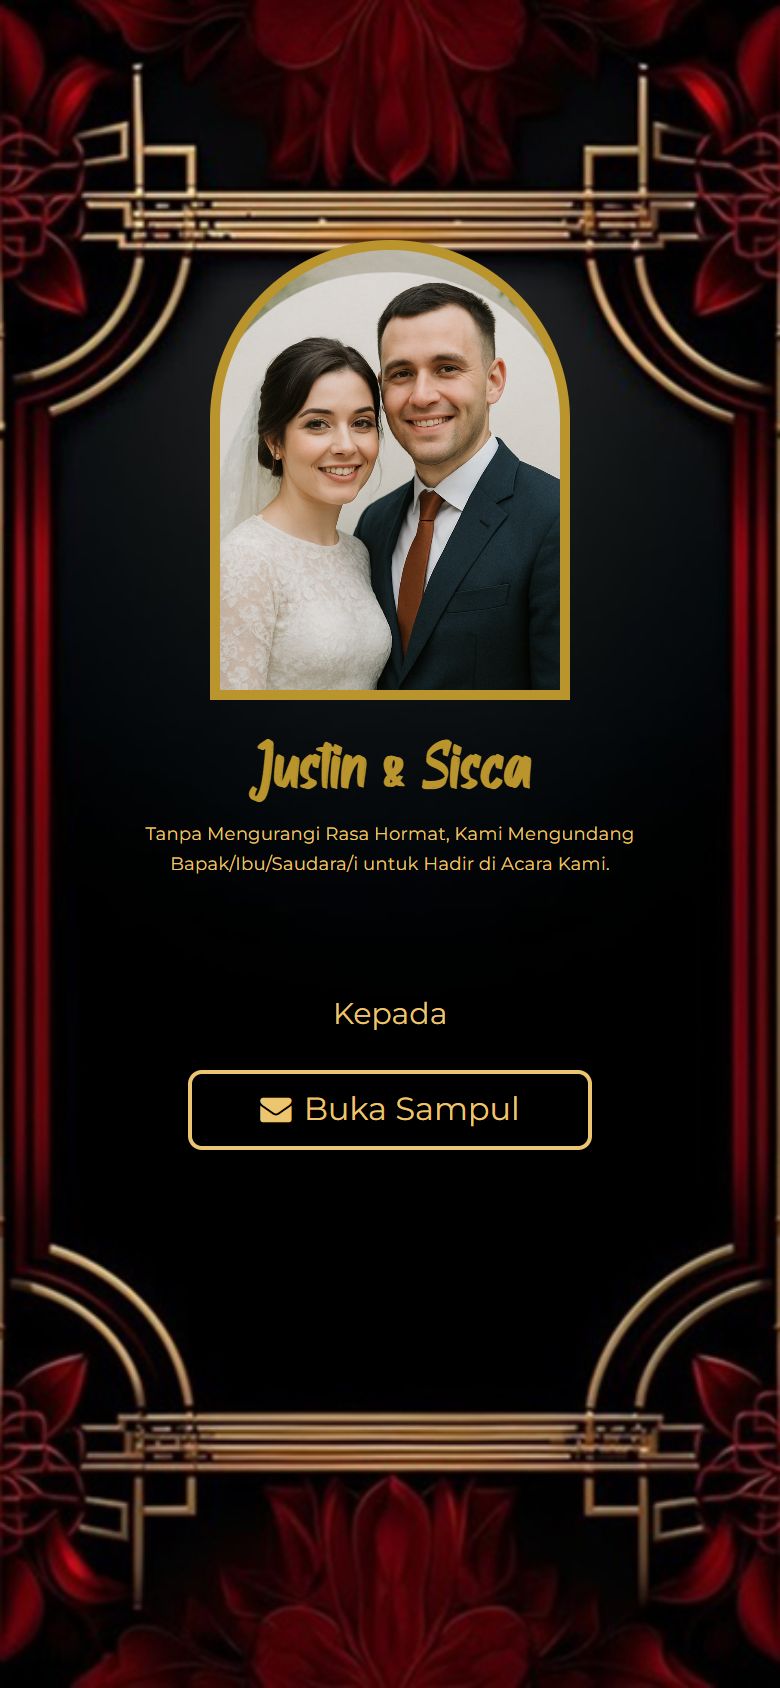 Justin & Sisca
Tanpa Mengurangi Rasa Hormat, Kami Mengundang
Bapak/Ibu/Saudara/i untuk Hadir di Acara Kami.
Kepada
Buka Sampul